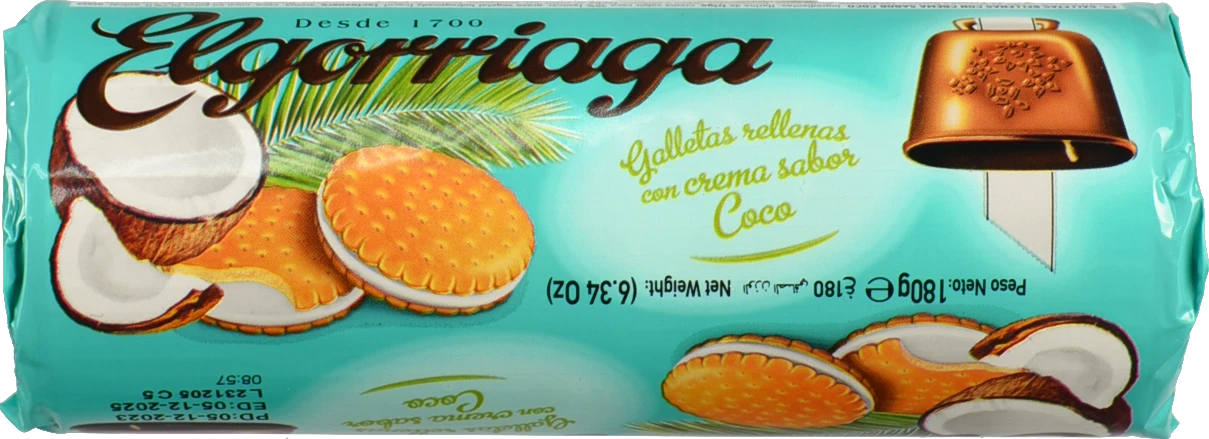 Desde 1700
Elgorriaga
Galletas rellenas
con crema sabor
Coco
Peso Neto: 180g ℮ 180 غ الوزن الصافي Net Weight: (6.34 Oz)
Galletas rellenas
con crema sabor
Coco
PD:05-12-2023
ED:05-12-2025
L 231205 C 5
08:57